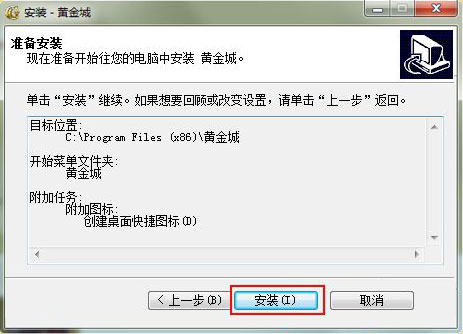 安装 - 黄金城
准备安装
现在准备开始往您的电脑中安装 黄金城。
单击“安装”继续。如果想要回顾或改变设置，请单击“上一步”返回。
目标位置:
C:\Program Files (x86)\黄金城
开始菜单文件夹:
黄金城
附加任务:
附加图标:
创建桌面快捷图标(D)
< 上一步(B)
安装(I)
取消